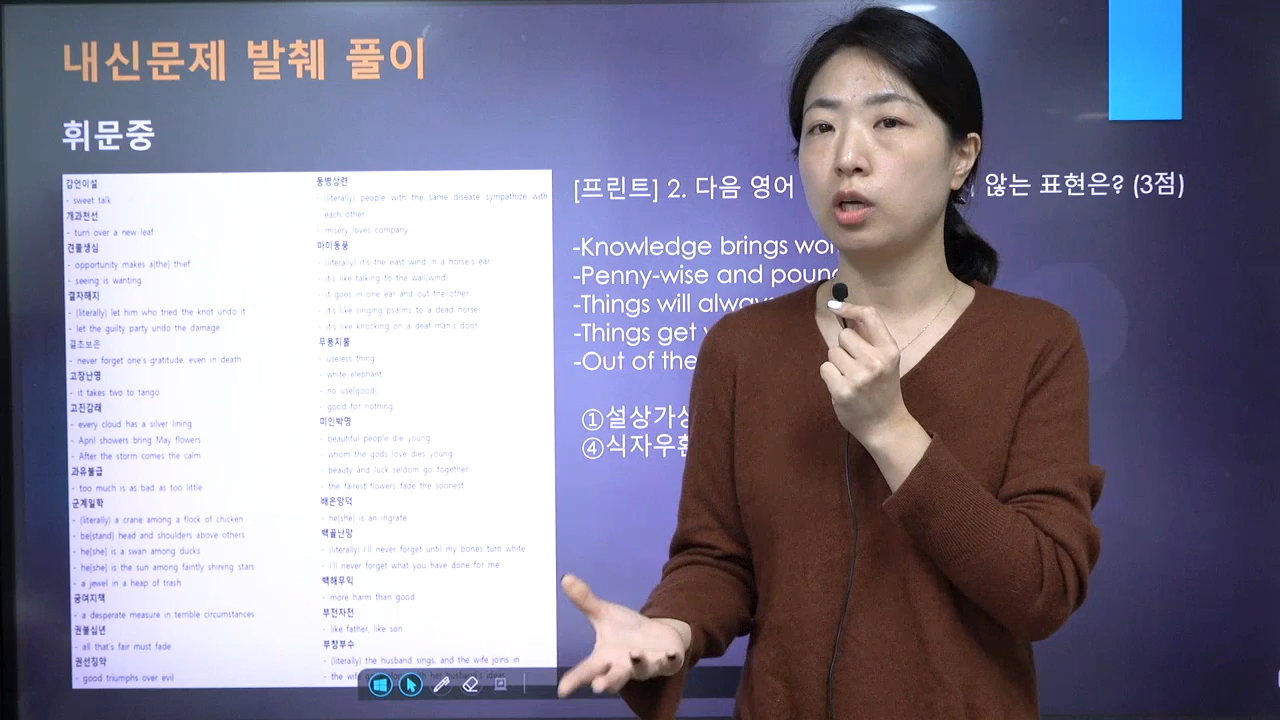 내신문제 발췌 풀이
휘문중
감언이설
- sweet talk
개과천선
- turn over a new leaf
견물생심
- opportunity makes a[the] thief
- seeing is wanting
결자해지
- (literally) let him who tried the knot undo it
- let the guilty party undo the damage
결초보은
- never forget one's gratitude, even in death
고장난명
- it takes two to tango
고진감래
- every cloud has a silver lining
- April showers bring May flowers
- After the storm comes the calm
과유불급
- too much is as bad as too little
군계일학
- (literally) a crane among a flock of chicken
- be[stand] head and shoulders above others
- he[she] is a swan among ducks
- he[she] is the sun among faintly shining stars
- a jewel in a heap of trash
궁여지책
- a desperate measure in terrible circumstances
권불십년
- all that's fair must fade
권선징악
- good triumphs over evil
동병상련
- (literally) people with the same disease sympathize with
each other
- misery loves company
마이동풍
- (literally) it's the east wind in a horse's ear
- it's like talking to the wall[wind]
- it goes in one ear and out the other
- it's like singing psalms to a dead horse
- it's like knocking on a deaf man's door
무용지물
- useless thing
- white elephant
- no use[good]
- good for nothing
미인박명
- beautiful people die young
- whom the gods love dies young
- beauty and luck seldom go together
- the fairest flowers fade the soonest
배은망덕
- he[she] is an ingrate
백골난망
- (literally) I'll never forget until my bones turn white
- I'll never forget what you have done for me
백해무익
- more harm than good
부전자전
- like father, like son
부창부수
- (literally) the husband sings, and the wife joins in
- the wife
[프린트] 2. 다음 영어 않는 표현은? (3점)
-Knowledge brings
-Penny-wise and
-Things will
-Things get
-Out of the
①설상가
④식자우